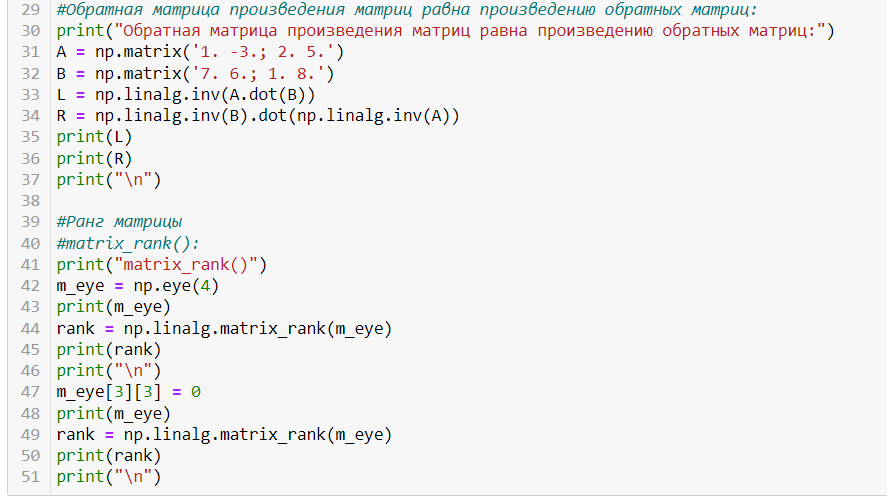 29 #Обратная матрица произведения матриц равна произведению обратных матриц:
30 print("Обратная матрица произведения матриц равна произведению обратных матриц:")
31 A = np.matrix('1. -3.; 2. 5.')
32 B = np.matrix('7. 6.; 1. 8.')
33 L = np.linalg.inv(A.dot(B))
34 R = np.linalg.inv(B).dot(np.linalg.inv(A))
35 print(L)
36 print(R)
37 print("\n")
38
39 #Ранг матрицы
40 #matrix_rank():
41 print("matrix_rank()")
42 m_eye = np.eye(4)
43 print(m_eye)
44 rank = np.linalg.matrix_rank(m_eye)
45 print(rank)
46 print("\n")
47 m_eye[3][3] = 0
48 print(m_eye)
49 rank = np.linalg.matrix_rank(m_eye)
50 print(rank)
51 print("\n")